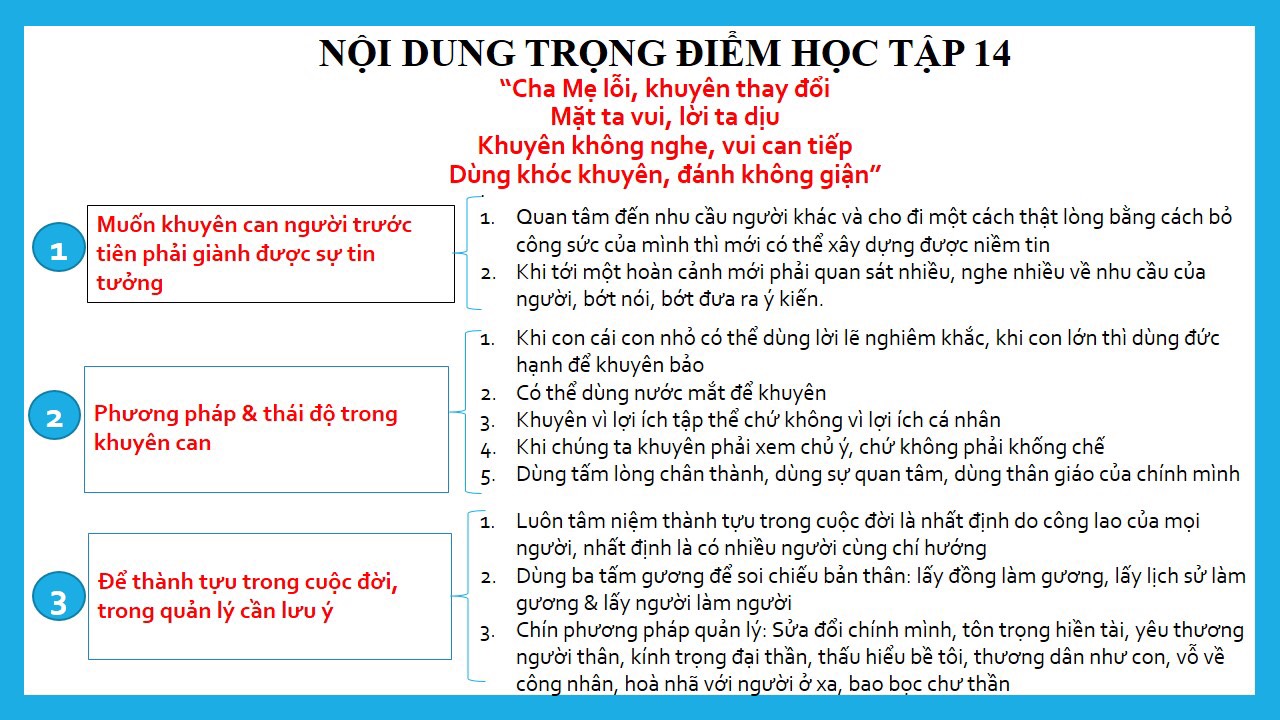 NỘI DUNG TRỌNG ĐIỂM HỌC TẬP 14
“Cha Mẹ lỗi, khuyên thay đổi
Mặt ta vui, lời ta dịu
Khuyên không nghe, vui can tiếp
Dùng khóc khuyên, đánh không giận”
1
Muốn khuyên can người trước
tiên phải giành được sự tin
tưởng
1. Quan tâm đến nhu cầu người khác và cho đi một cách thật lòng bằng cách bỏ
công sức của mình thì mới có thể xây dựng được niềm tin
2. Khi tới một hoàn cảnh mới phải quan sát nhiều, nghe nhiều về nhu cầu của
người, bớt nói, bớt đưa ra ý kiến.
2
Phương pháp & thái độ trong
khuyên can
1. Khi con cái con nhỏ có thể dùng lời lẽ nghiêm khắc, khi con lớn thì dùng đức
hạnh để khuyên bảo
2. Có thể dùng nước mắt để khuyên
3. Khuyên vì lợi ích tập thể chứ không vì lợi ích cá nhân
4. Khi chúng ta khuyên phải xem chủ ý, chứ không phải khống chế
5. Dùng tấm lòng chân thành, dùng sự quan tâm, dùng thân giáo của chính mình
3
Để thành tựu trong cuộc đời,
trong quản lý cần lưu ý
1. Luôn tâm niệm thành tựu trong cuộc đời là nhất định do công lao của mọi
người, nhất định là có nhiều người cùng chí hướng
2. Dùng ba tấm gương để soi chiếu bản thân: lấy đồng làm gương, lấy lịch sử làm
gương & lấy người làm người
3. Chín phương pháp quản lý: Sửa đổi chính mình, tôn trọng hiền tài, yêu thương
người thân, kính trọng đại thần, thấu hiểu bề tôi, thương dân như con, vỗ về
công nhân, hoà nhã với người ở xa, bao bọc chư thần